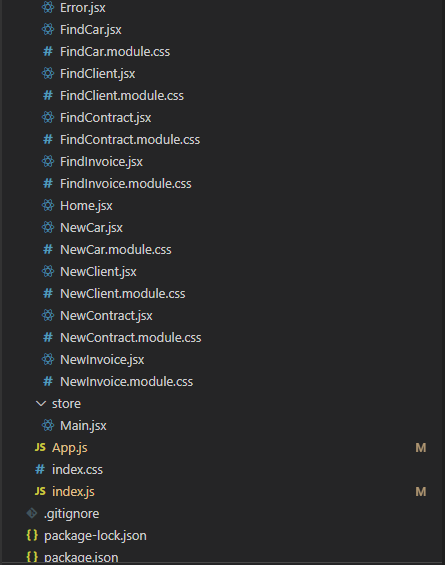 Error.jsx
FindCar.jsx
# FindCar.module.css
FindClient.jsx
# FindClient.module.css
FindContract.jsx
# FindContract.module.css
FindInvoice.jsx
# FindInvoice.module.css
Home.jsx
NewCar.jsx
# NewCar.module.css
NewClient.jsx
# NewClient.module.css
NewContract.jsx
# NewContract.module.css
NewInvoice.jsx
# NewInvoice.module.css
store
Main.jsx
JS App.js M
# index.css
JS index.js M
.gitignore
{} package-lock.json
{} package.json